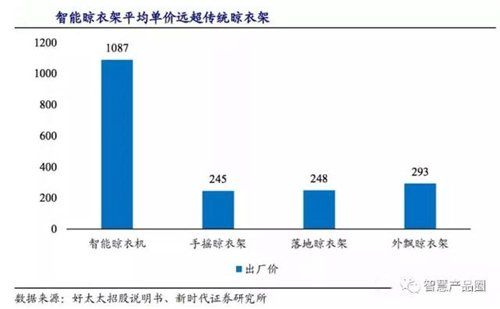 智能晾衣架平均单价远超传统晾衣架
1200
1087
1000
800
600
400
245
248
293
200
0
智能晾衣机
手摇晾衣架
落地晾衣架
外飘晾衣架
出厂价
数据来源：好太太招股说明书、新时代证券研究所
智慧产品圈